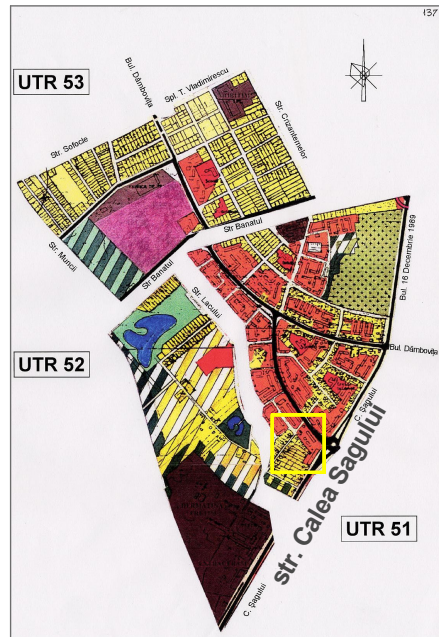 137
UTR 53
Bul. Dâmbovița
Spl. T. Vladimirescu
Str. Crizantemelor
Str. Sofocle
Str. Muncii
Str Banatul
Str Banatul
Bul. 16 Decembrie 1989
Str. Lacului
UTR 52
Bul. Dâmbovița
C. Șagului
str. Calea Sagului
UTR 51
C. Șagului